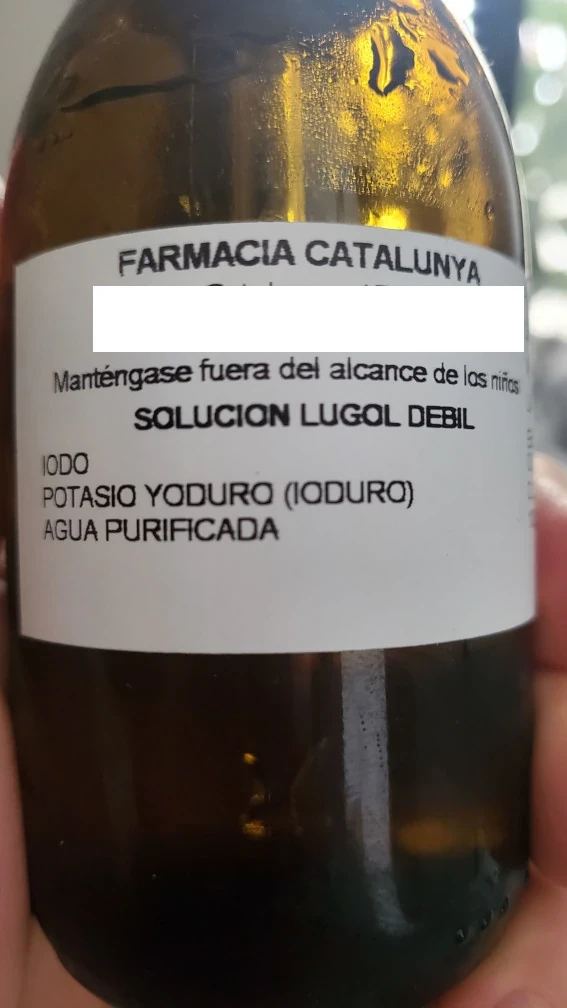 FARMACIA CATALUNYA
Manténgase fuera del alcance de los niños
SOLUCION LUGOL DEBIL
IODO
POTASIO YODURO (IODURO)
AGUA PURIFICADA